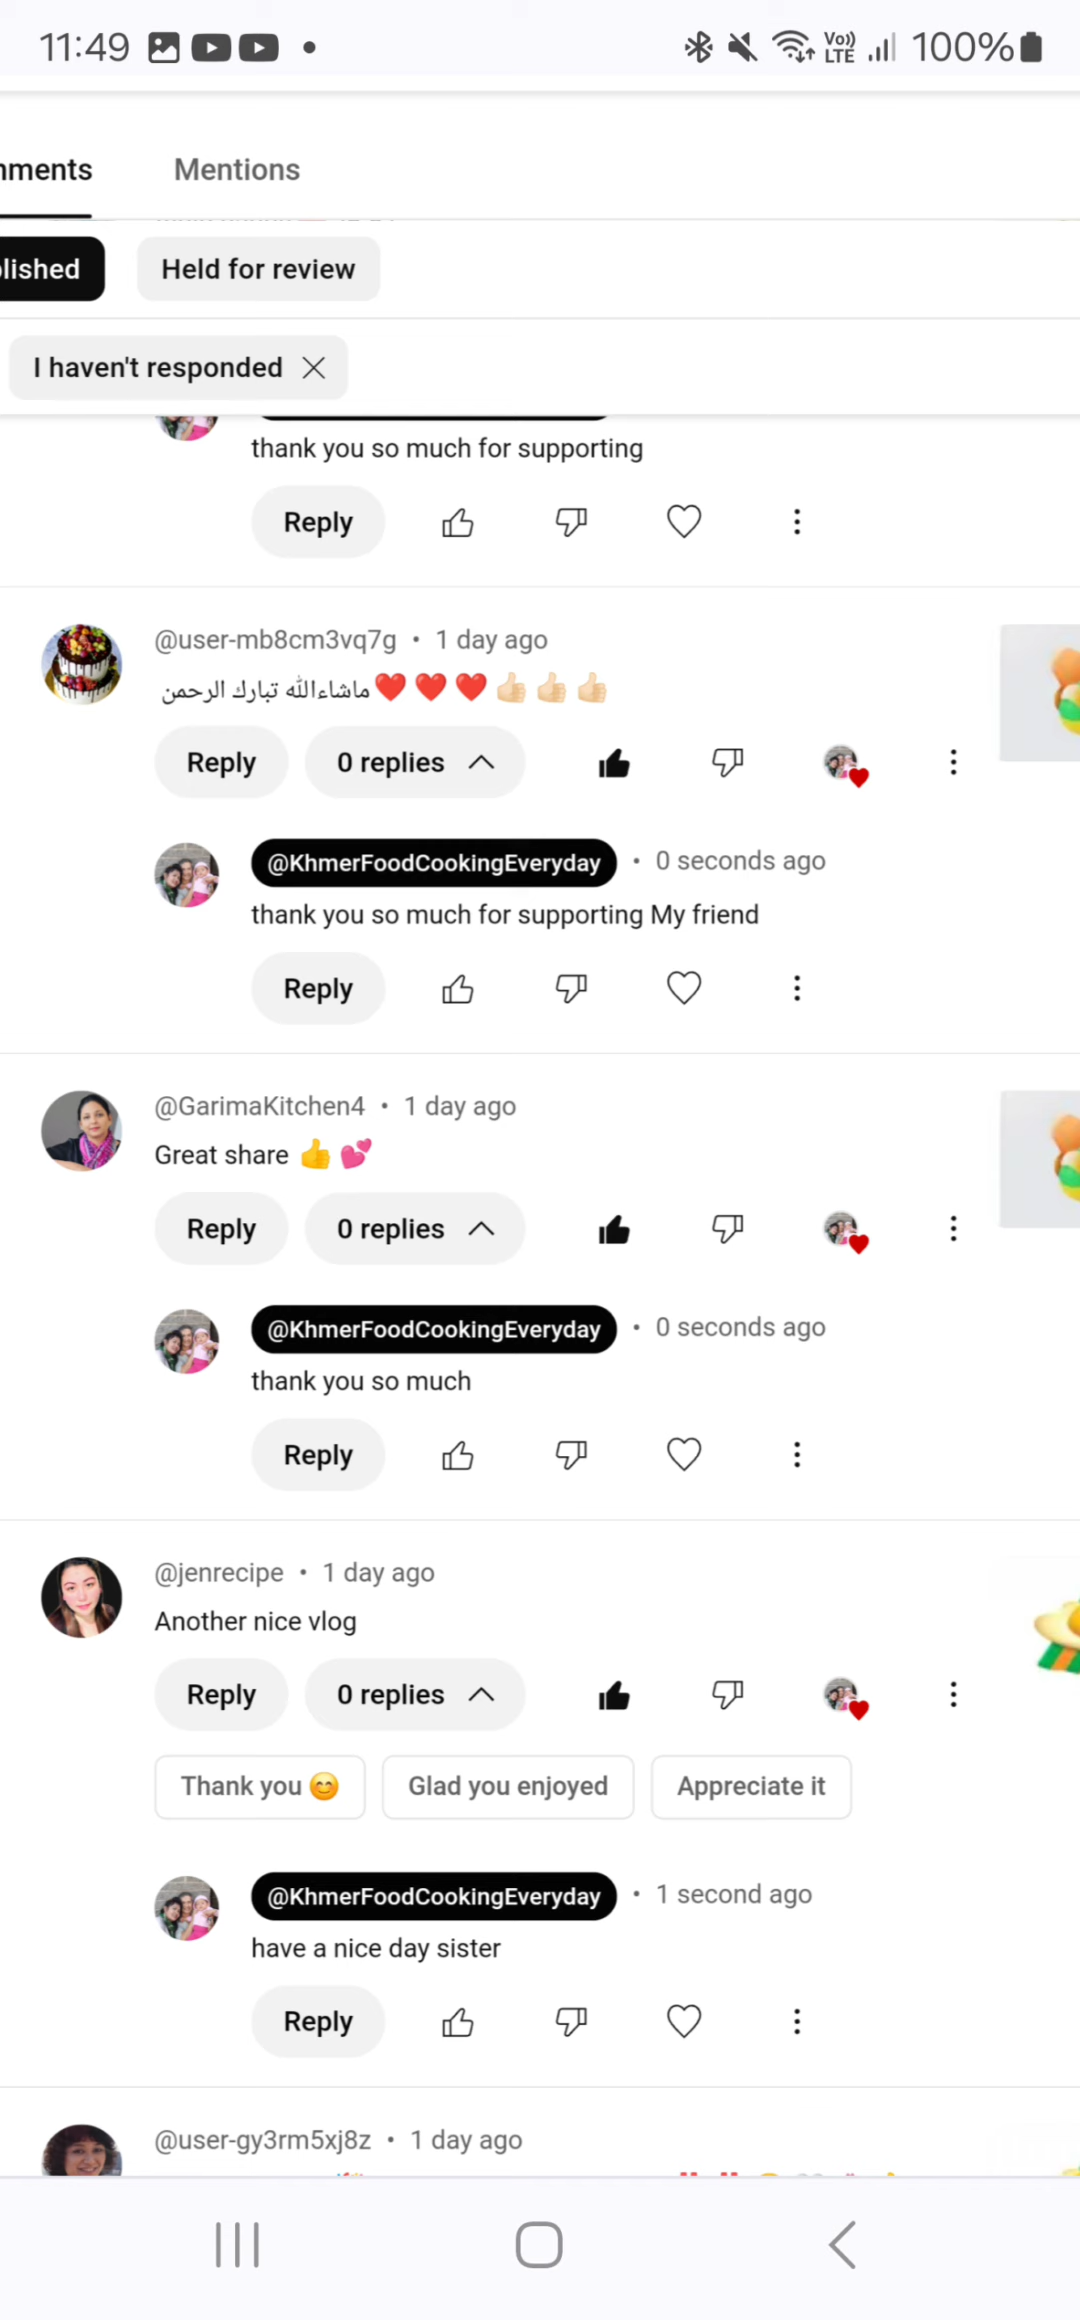 11:49
Vo)) LTE 100%
mments Mentions
lished Held for review
I haven't responded
thank you so much for supporting
Reply
@user-mb8cm3vq7g • 1 day ago
ماشاءالله تبارك الرحمن❤️❤️❤️👍🏻👍🏻👍🏻
Reply 0 replies
@KhmerFoodCookingEveryday • 0 seconds ago
thank you so much for supporting My friend
Reply
@GarimaKitchen4 • 1 day ago
Great share 👍 💕
Reply 0 replies
@KhmerFoodCookingEveryday • 0 seconds ago
thank you so much
Reply
@jenrecipe • 1 day ago
Another nice vlog
Reply 0 replies
Thank you 😊 Glad you enjoyed Appreciate it
@KhmerFoodCookingEveryday • 1 second ago
have a nice day sister
Reply
@user-gy3rm5xj8z • 1 day ago